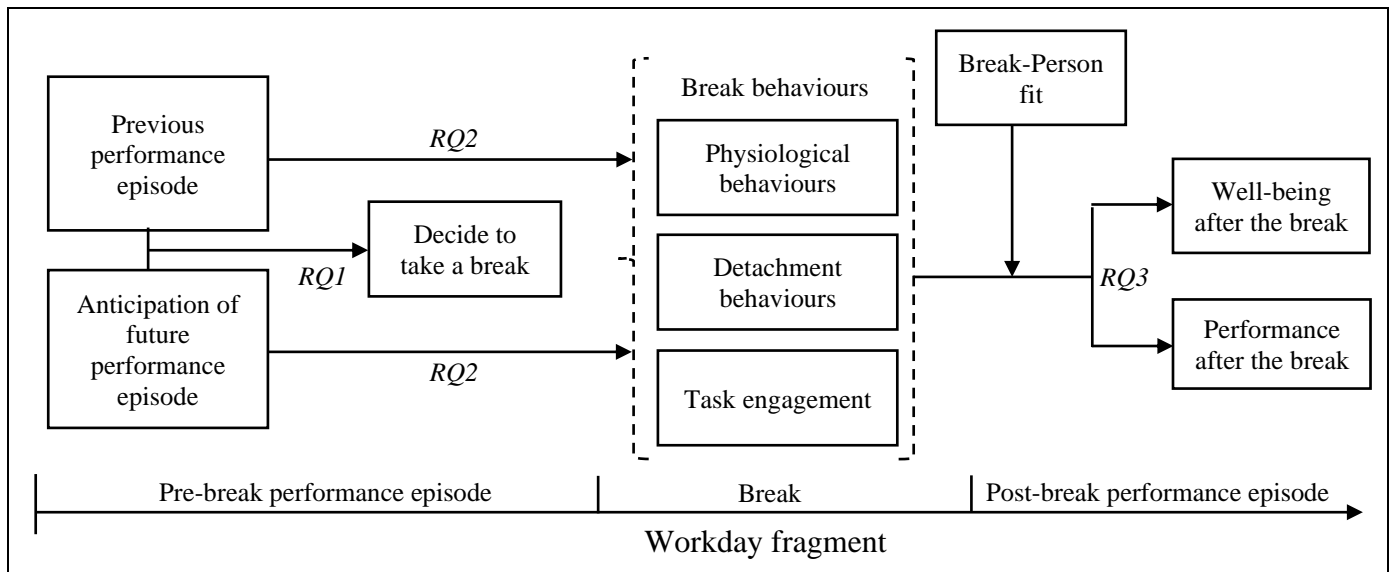 Previous
performance
episode
RQ2
RQ1
Decide to
take a break
Anticipation of
future
performance
episode
RQ2
Break behaviours
Physiological
behaviours
Detachment
behaviours
Task engagement
Break-Person
fit
RQ3
Well-being
after the break
Performance
after the break
Pre-break performance episode
Break
Post-break performance episode
Workday fragment